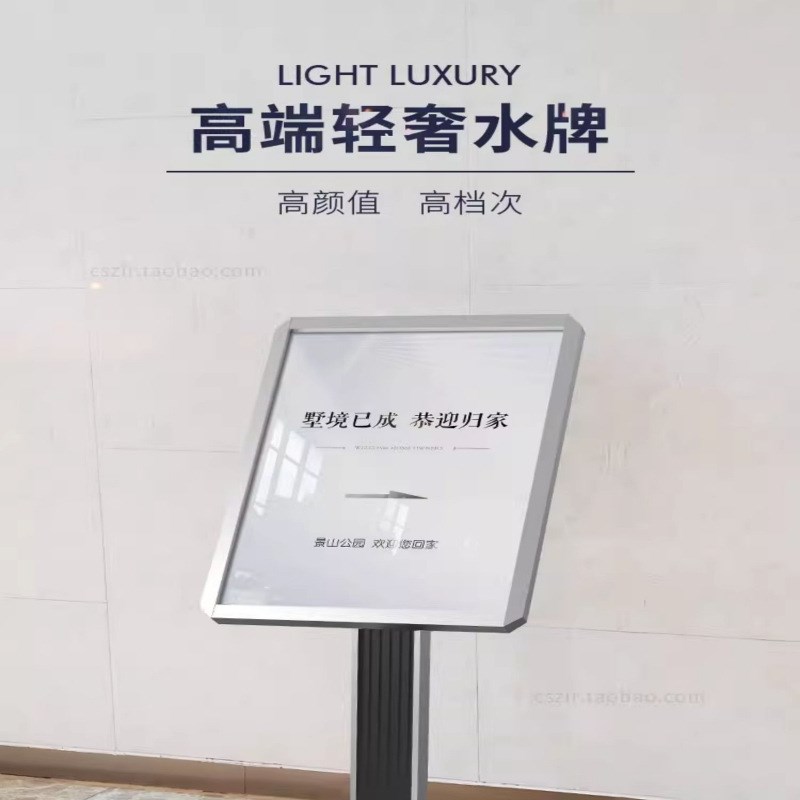 LIGHT LUXURY
高端轻奢水牌
高颜值 高档次
cszlr.taobao.com
墅境已成 恭迎归家
景山公园 欢迎您回家
cszlr.taobao.com